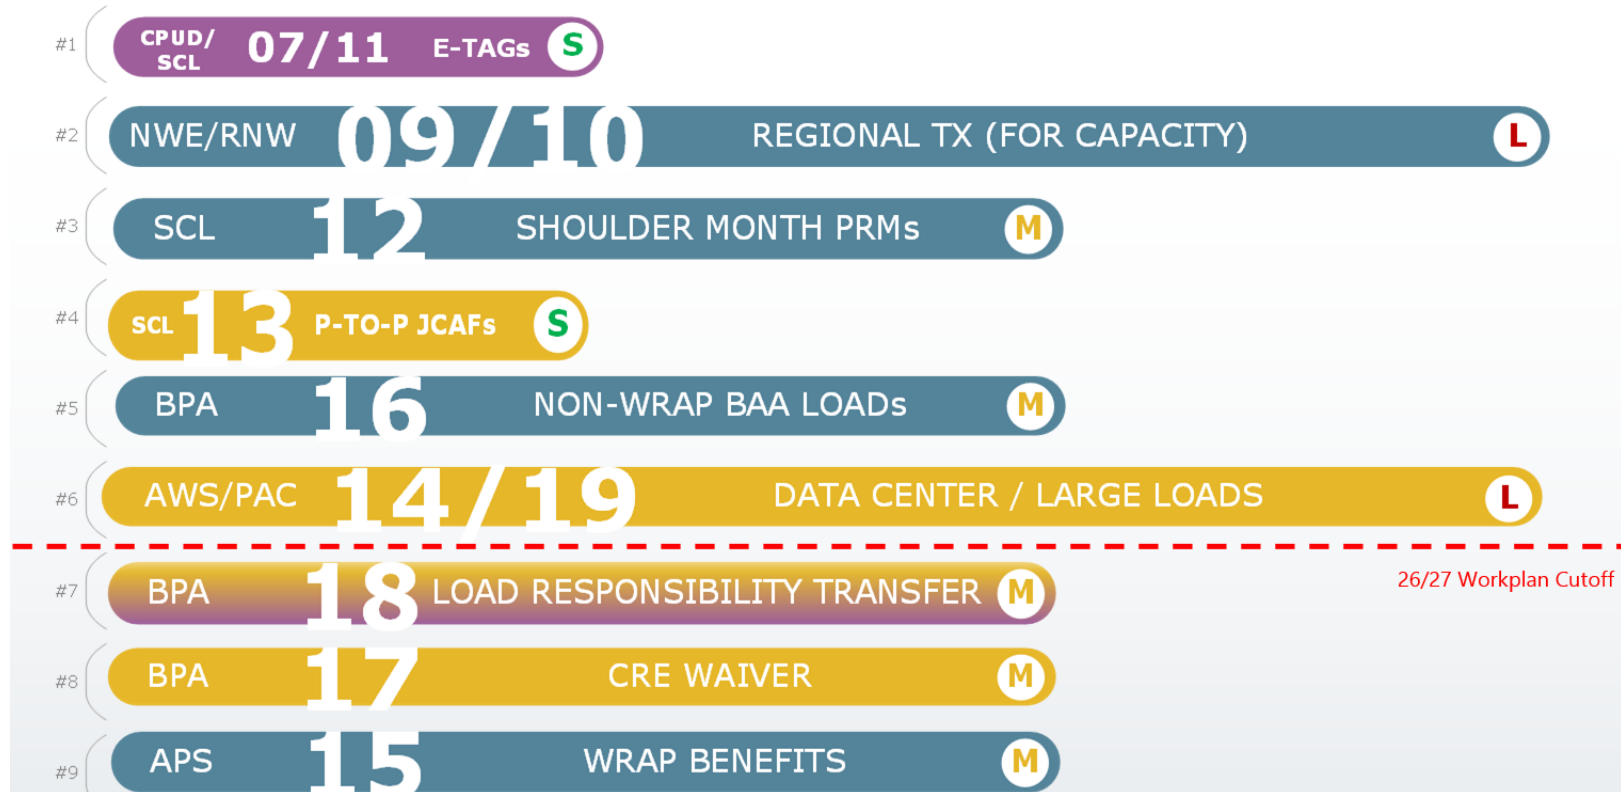 #1 CPUD/ SCL 07/11 E-TAGs S
#2 NWE/RNW 09/10 REGIONAL TX (FOR CAPACITY) L
#3 SCL 12 SHOULDER MONTH PRMs M
#4 SCL 13 P-TO-P JCAFs S
#5 BPA 16 NON-WRAP BAA LOADs M
#6 AWS/PAC 14/19 DATA CENTER / LARGE LOADS L
26/27 Workplan Cutoff
#7 BPA 18 LOAD RESPONSIBILITY TRANSFER M
#8 BPA 17 CRE WAIVER M
#9 APS 15 WRAP BENEFITS M